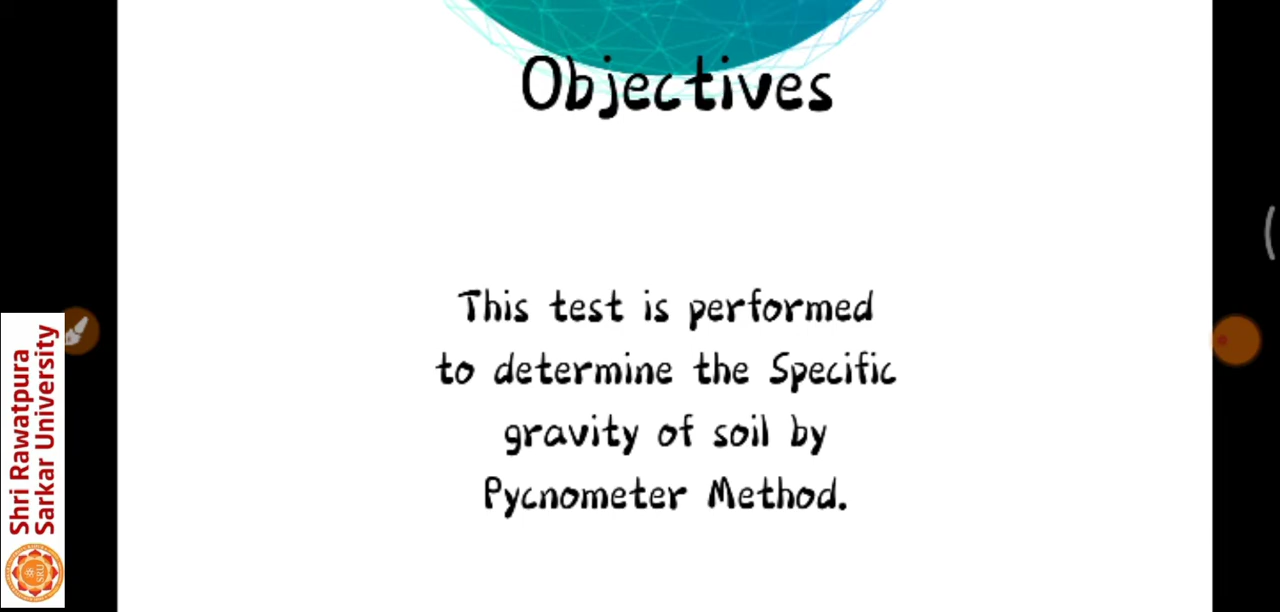 Objectives
This test is performed
to determine the Specific
gravity of soil by
Pycnometer Method.
Shri Rawatpura
Sarkar University
SRU